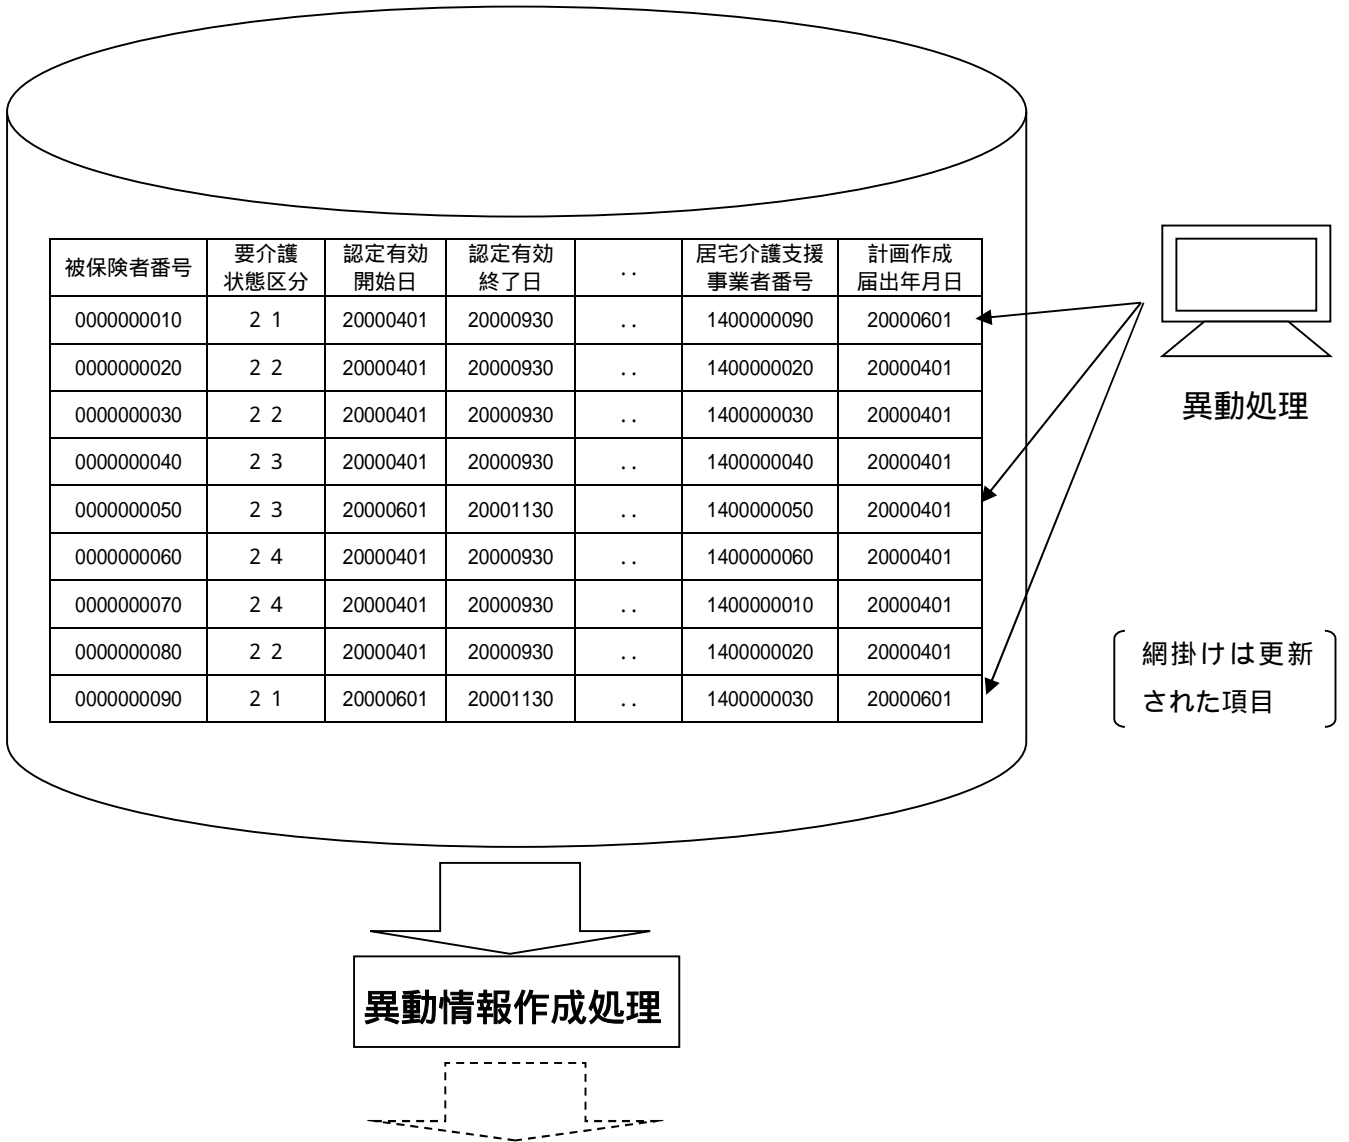 被保険者番号 要介護状態区分 認定有効開始日 認定有効終了日 .. 居宅介護支援事業者番号 計画作成届出年月日
0000000010 21 20000401 20000930 .. 1400000090 20000601
0000000020 22 20000401 20000930 .. 1400000020 20000401
0000000030 22 20000401 20000930 .. 1400000030 20000401
0000000040 23 20000401 20000930 .. 1400000040 20000401
0000000050 23 20000601 20001130 .. 1400000050 20000401
0000000060 24 20000401 20000930 .. 1400000060 20000401
0000000070 24 20000401 20000930 .. 1400000010 20000401
0000000080 22 20000401 20000930 .. 1400000020 20000401
0000000090 21 20000601 20001130 .. 1400000030 20000601
異動処理
網掛けは更新
された項目
異動情報作成処理